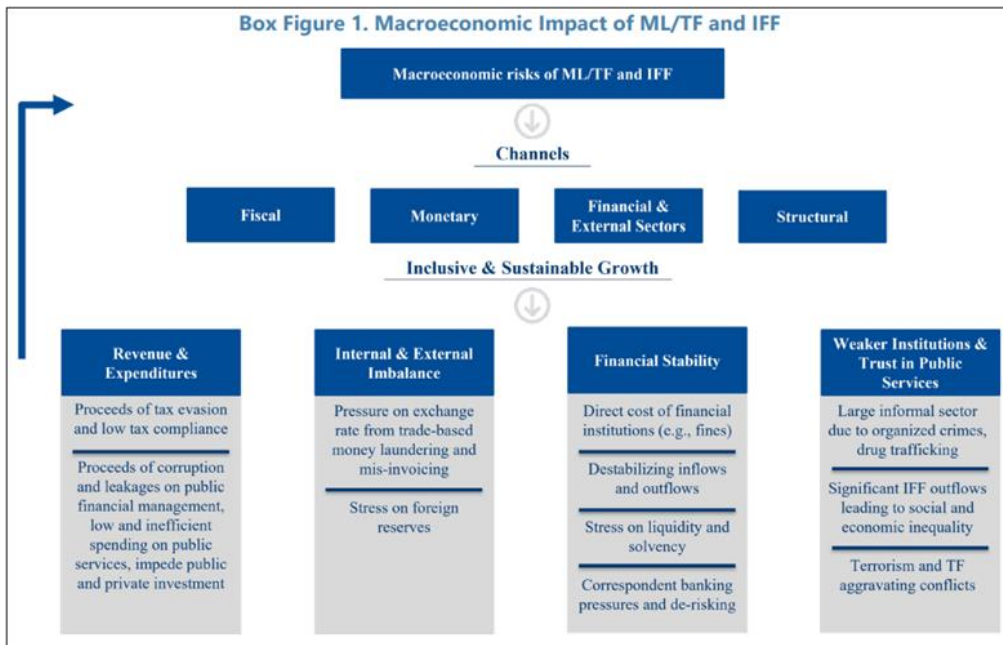 Box Figure 1. Macroeconomic Impact of ML/TF and IFF
Macroeconomic risks of ML/TF and IFF
Channels
Fiscal
Monetary
Financial &
External Sectors
Structural
Inclusive & Sustainable Growth
Revenue &
Expenditures
Proceeds of tax evasion
and low tax compliance
Proceeds of corruption
and leakages on public
financial management,
low and inefficient
spending on public
services, impede public
and private investment
Internal & External
Imbalance
Pressure on exchange
rate from trade-based
money laundering and
mis-invoicing
Stress on foreign
reserves
Financial Stability
Direct cost of financial
institutions (e.g., fines)
Destabilizing inflows
and outflows
Stress on liquidity and
solvency
Correspondent banking
pressures and de-risking
Weaker Institutions &
Trust in Public
Services
Large informal sector
due to organized crimes,
drug trafficking
Significant IFF outflows
leading to social and
economic inequality
Terrorism and TF
aggravating conflicts